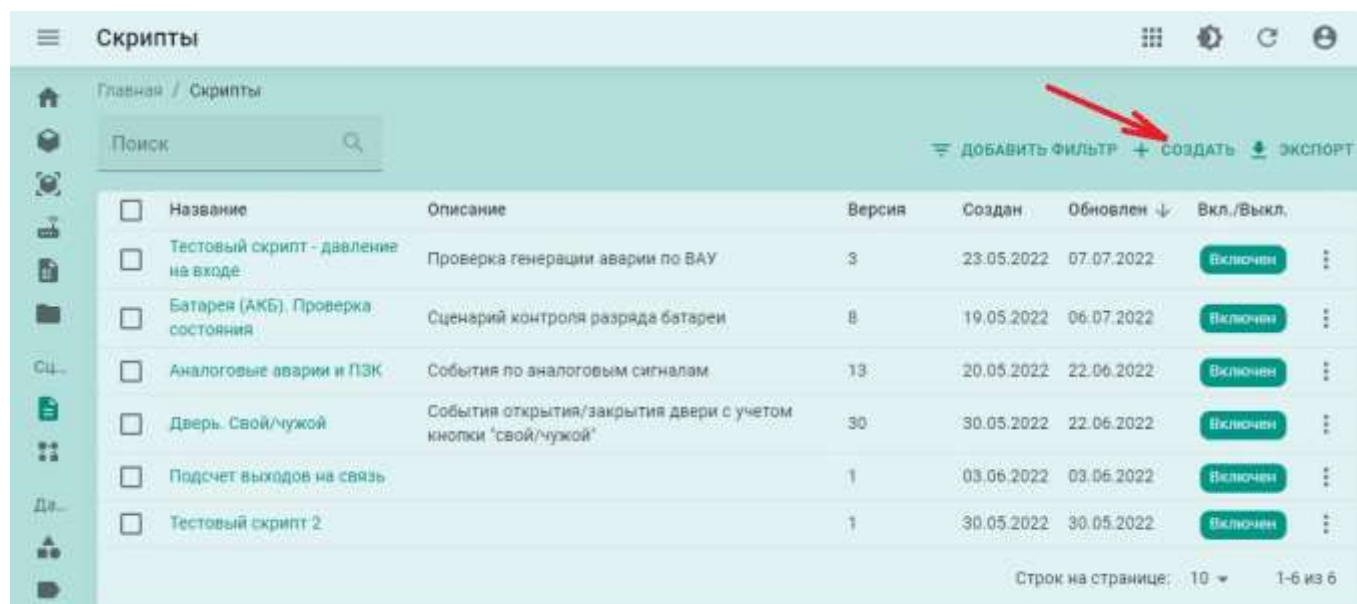 Скрипты
Главная / Скрипты
Поиск
ДОБАВИТЬ ФИЛЬТР + СОЗДАТЬ ЭКСПОРТ
Название Описание Версия Создан Обновлен ↓ Вкл./Выкл.
Тестовый скрипт - давление на входе Проверка генерации аварии по ВАУ 3 23.05.2022 07.07.2022 Включен
Батарея (АКБ). Проверка состояния Сценарий контроля разряда батареи 8 19.05.2022 06.07.2022 Включен
Сц...
Аналоговые аварии и ПЗК События по аналоговым сигналам 13 20.05.2022 22.06.2022 Включен
Дверь. Свой/чужой События открытия/закрытия двери с учетом кнопки "свой/чужой" 30 30.05.2022 22.06.2022 Включен
Подсчет выходов на связь 1 03.06.2022 03.06.2022 Включен
Да...
Тестовый скрипт 2 1 30.05.2022 30.05.2022 Включен
Строк на странице: 10 1-6 из 6